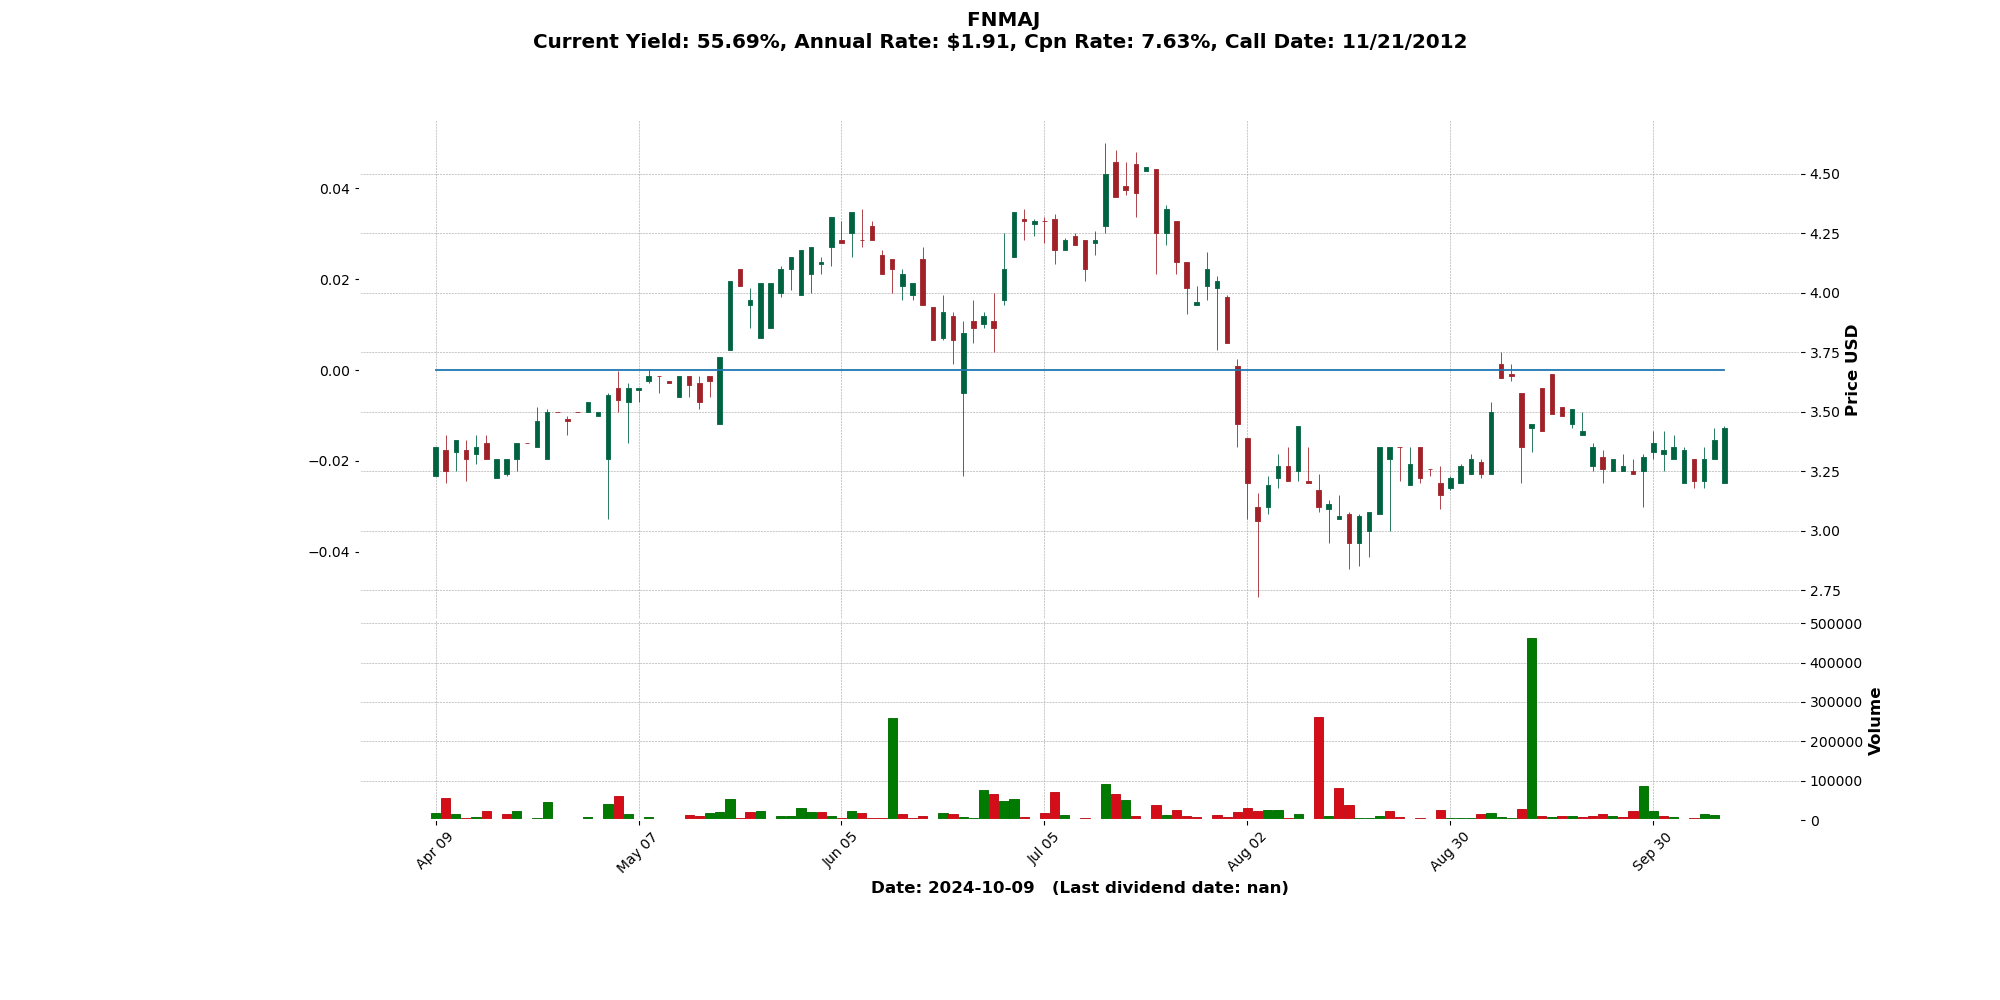 FNMAJ
Current Yield: 55.69%, Annual Rate: $1.91, Cpn Rate: 7.63%, Call Date: 11/21/2012
0.04
0.02
0.00
−0.02
−0.04
4.50
4.25
4.00
3.75
3.50
3.25
3.00
2.75
Price USD
500000
400000
300000
200000
100000
0
Volume
Apr 09
May 07
Jun 05
Jul 05
Aug 02
Aug 30
Sep 30
Date: 2024-10-09   (Last dividend date: nan)